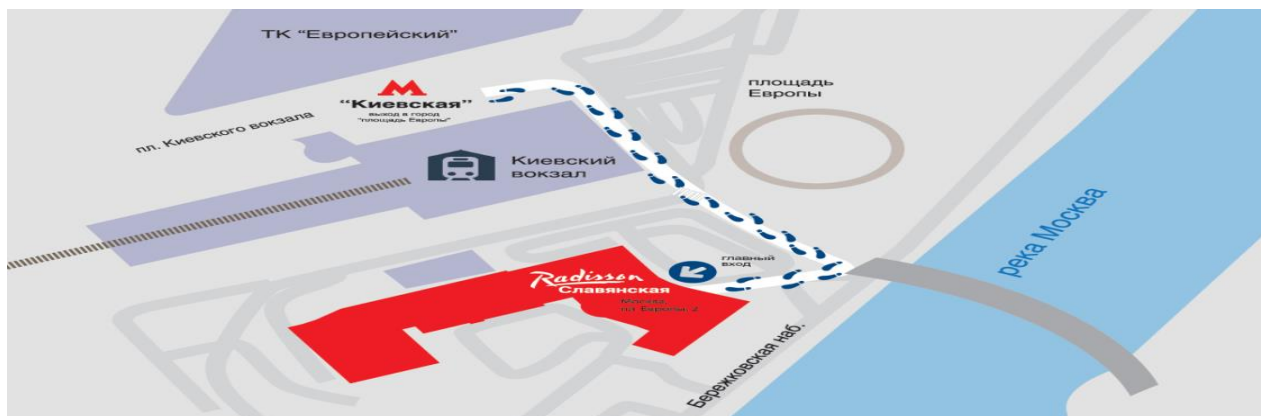 ТК "Европейский"
М
"Киевская"
выход в город
"площадь Европы"
пл. Киевского вокзала
Киевский
вокзал
площадь
Европы
река Москва
главный
вход
Radisson
Славянская
Москва,
пл. Европы, 2
Бережковская наб.